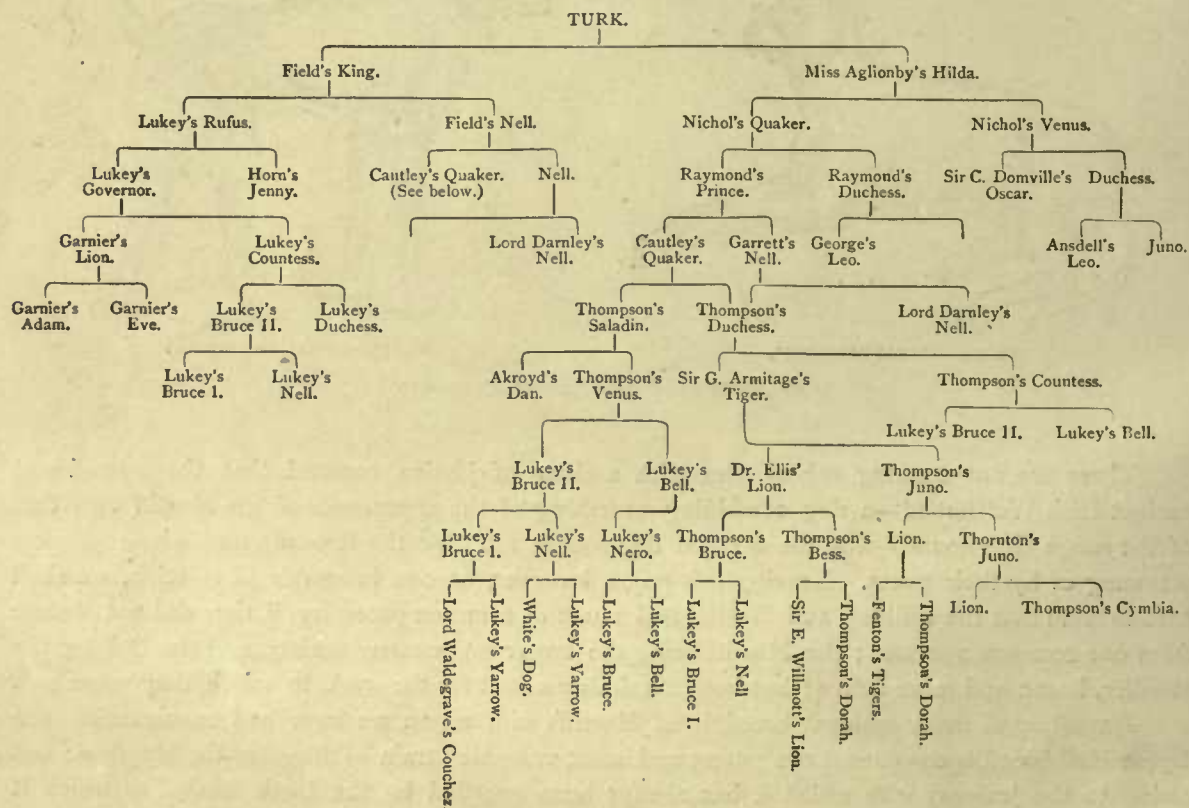 TURK.
Field's King. Miss Aglionby's Hilda.
Lukey's Rufus. Field's Nell. Nichol's Quaker. Nichol's Venus.
Lukey's Governor. Horn's Jenny. Cautley's Quaker. (See below.) Nell. Raymond's Prince. Raymond's Duchess. Sir C. Domville's Oscar. Duchess.
Garnier's Lion. Lukey's Countess. Lord Darnley's Nell. Cautley's Quaker. Garrett's Nell. George's Leo. Ansdell's Leo. Juno.
Garnier's Adam. Garnier's Eve. Lukey's Bruce II. Lukey's Duchess. Thompson's Saladin. Thompson's Duchess. Lord Darnley's Nell.
Lukey's Bruce I. Lukey's Nell. Akroyd's Dan. Thompson's Venus. Sir G. Armitage's Tiger. Thompson's Countess.
Lukey's Bruce II. Lukey's Bell.
Lukey's Bruce II. Lukey's Bell. Dr. Ellis' Lion. Thompson's Juno.
Lukey's Bruce I. Lukey's Nell. Lukey's Nero. Thompson's Bruce. Thompson's Bess. Lion. Thornton's Juno.
Lord Waldegrave's Couchez.
Lukey's Yarrow.
White's Dog.
Lukey's Yarrow.
Lukey's Bruce.
Lukey's Bell.
Lukey's Bruce I.
Lukey's Nell
Sir E. Willmott's Lion.
Thompson's Dorah.
Fenton's Tigers.
Thompson's Dorah.
Lion. Thompson's Cymbia.